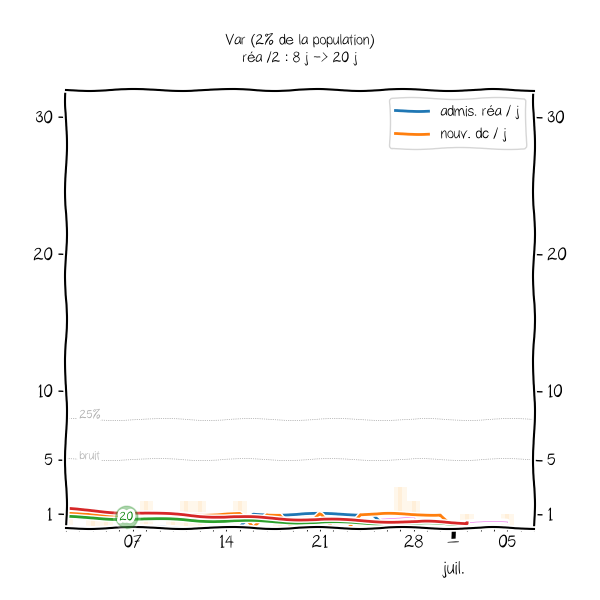 Var (2% de la population)
réa /2 : 8 j -> 20 j
admis. réa / j
nouv. dc / j
30
30
20
20
10
10
25%
5
bruit
5
1
20
1
07
14
21
28
05
juil.